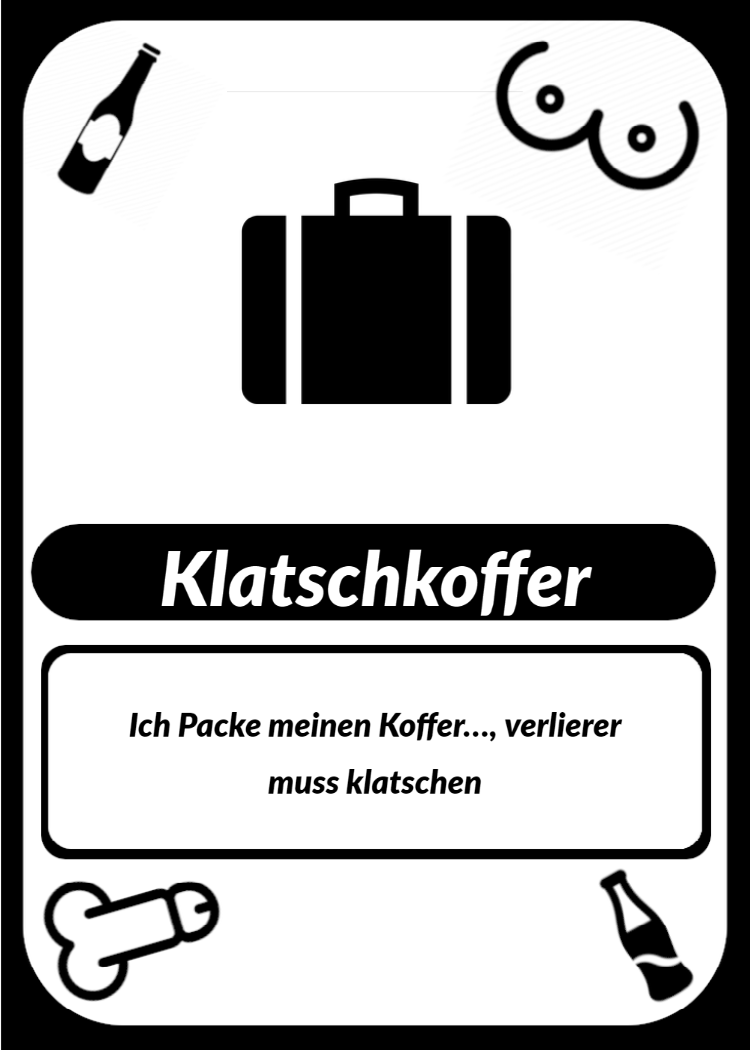 Klatschkoffer
Ich Packe meinen Koffer..., verlierer
muss klatschen